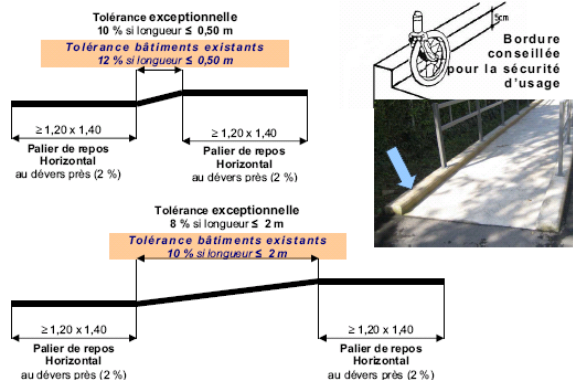 Tolérance exceptionnelle
10 % si longueur ≤ 0,50 m
Tolérance bâtiments existants
12 % si longueur ≤ 0,50 m
≥ 1,20 x 1,40
Palier de repos
Horizontal
au dévers près (2 %)
≥ 1,20 x 1,40
Palier de repos
Horizontal
au dévers près (2 %)
5cm
Bordure
conseillée
pour la sécurité
d'usage
Tolérance exceptionnelle
8 % si longueur ≤ 2 m
Tolérance bâtiments existants
10 % si longueur ≤ 2 m
≥ 1,20 x 1,40
Palier de repos
Horizontal
au dévers près (2 %)
≥ 1,20 x 1,40
Palier de repos
Horizontal
au dévers près (2 %)